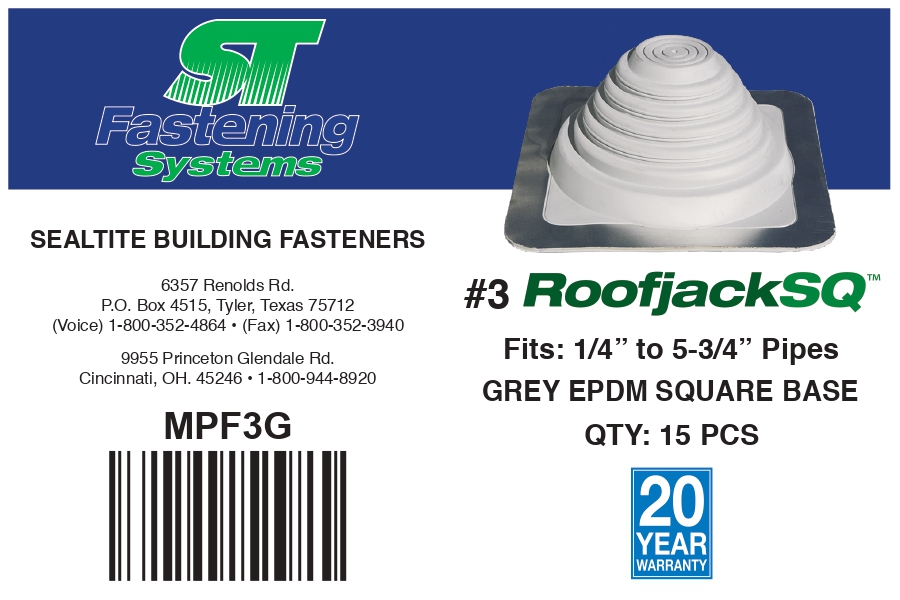 ST
Fastening
Systems
SEALTITE BUILDING FASTENERS
6357 Renolds Rd.
P.O. Box 4515, Tyler, Texas 75712
(Voice) 1-800-352-4864 • (Fax) 1-800-352-3940
9955 Princeton Glendale Rd.
Cincinnati, OH. 45246 • 1-800-944-8920
MPF3G
#3 RoofjackSQ™
Fits: 1/4” to 5-3/4” Pipes
GREY EPDM SQUARE BASE
QTY: 15 PCS
20
YEAR
WARRANTY